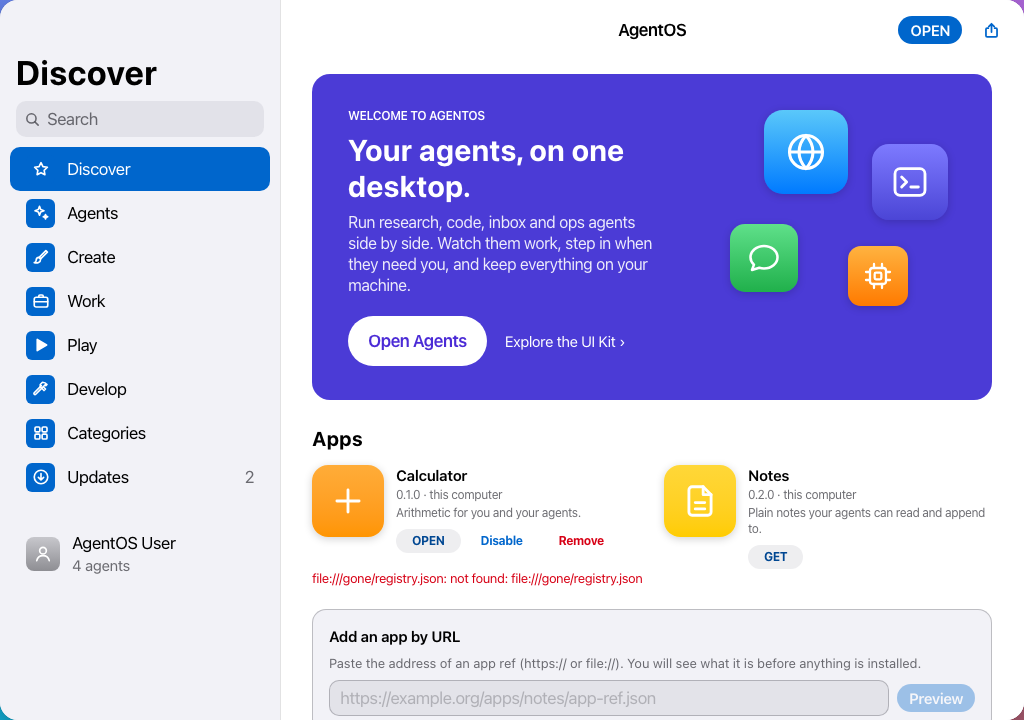 Discover
Search
Discover
Agents
Create
Work
Play
Develop
Categories
Updates 2
AgentOS User
4 agents
AgentOS
OPEN
WELCOME TO AGENTOS
Your agents, on one
desktop.
Run research, code, inbox and ops agents
side by side. Watch them work, step in when
they need you, and keep everything on your
machine.
Open Agents
Explore the UI Kit ›
Apps
Calculator
0.1.0 · this computer
Arithmetic for you and your agents.
OPEN Disable Remove
Notes
0.2.0 · this computer
Plain notes your agents can read and append
to.
GET
file:///gone/registry.json: not found: file:///gone/registry.json
Add an app by URL
Paste the address of an app ref (https:// or file://). You will see what it is before anything is installed.
https://example.org/apps/notes/app-ref.json
Preview